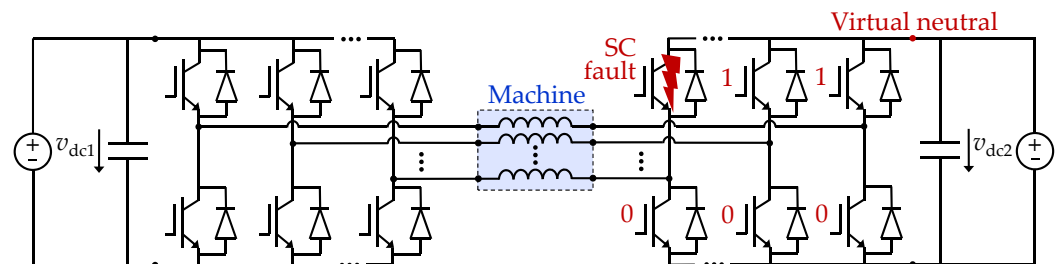 Virtual neutral
SC
fault
1
1
Machine
+
−
v_dc1
v_dc2
+
−
0
0
0